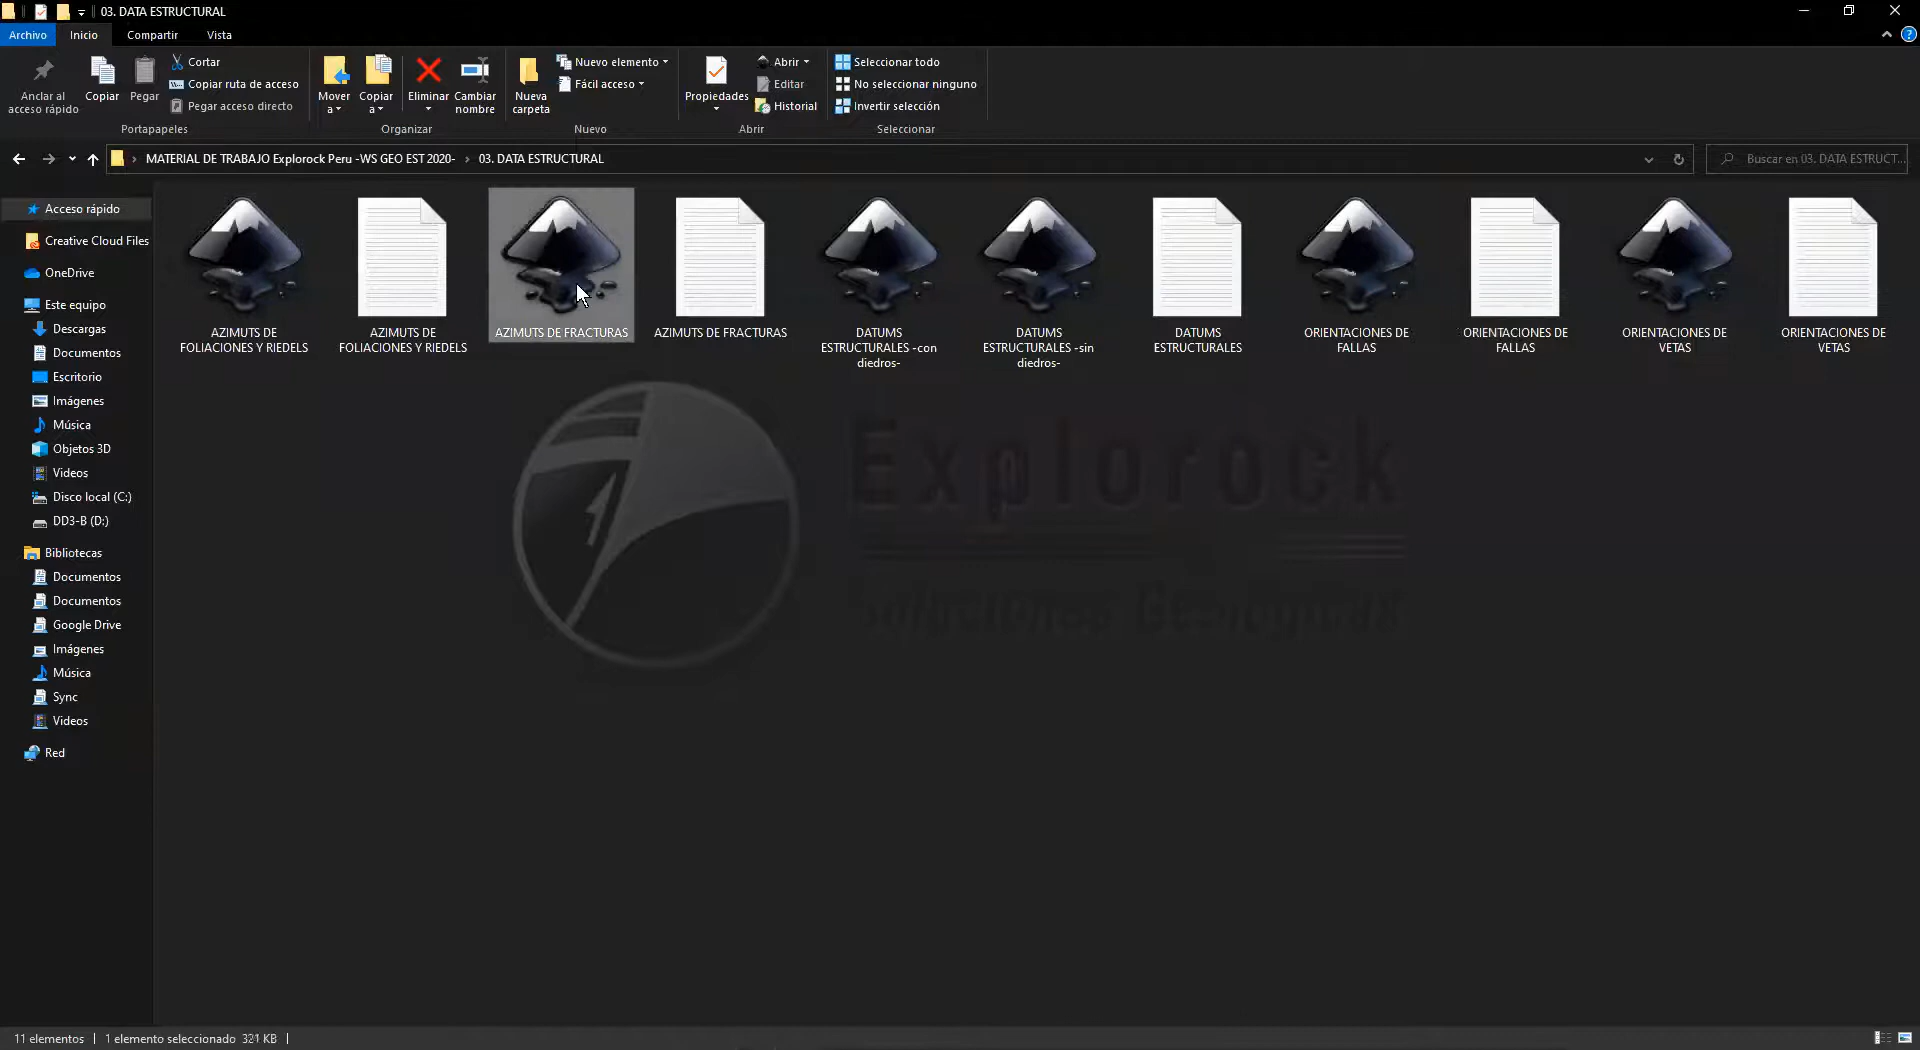 03. DATA ESTRUCTURAL
Archivo
Inicio
Compartir
Vista
Anclar al
acceso rápido
Copiar
Pegar
Cortar
Copiar ruta de acceso
Pegar acceso directo
Portapapeles
Mover
a
Copiar
a
Eliminar
Cambiar
nombre
Organizar
Nueva
carpeta
Nuevo elemento
Fácil acceso
Nuevo
Propiedades
Abrir
Editar
Historial
Abrir
Seleccionar todo
No seleccionar ninguno
Invertir selección
Seleccionar
MATERIAL DE TRABAJO Explorock Peru -WS GEO EST 2020- › 03. DATA ESTRUCTURAL
Buscar en 03. DATA ESTRUCT...
Acceso rápido
Creative Cloud Files
OneDrive
Este equipo
Descargas
Documentos
Escritorio
Imágenes
Música
Objetos 3D
Videos
Disco local (C:)
DD3-B (D:)
Bibliotecas
Documentos
Documentos
Google Drive
Imágenes
Música
Sync
Videos
Red
AZIMUTS DE
FOLIACIONES Y RIEDELS
AZIMUTS DE
FOLIACIONES Y RIEDELS
AZIMUTS DE FRACTURAS
AZIMUTS DE FRACTURAS
DATUMS
ESTRUCTURALES -con
diedros-
DATUMS
ESTRUCTURALES -sin
diedros-
DATUMS
ESTRUCTURALES
ORIENTACIONES DE
FALLAS
ORIENTACIONES DE
FALLAS
ORIENTACIONES DE
VETAS
ORIENTACIONES DE
VETAS
Explorock
Soluciones Geológicas
11 elementos
1 elemento seleccionado 321 KB